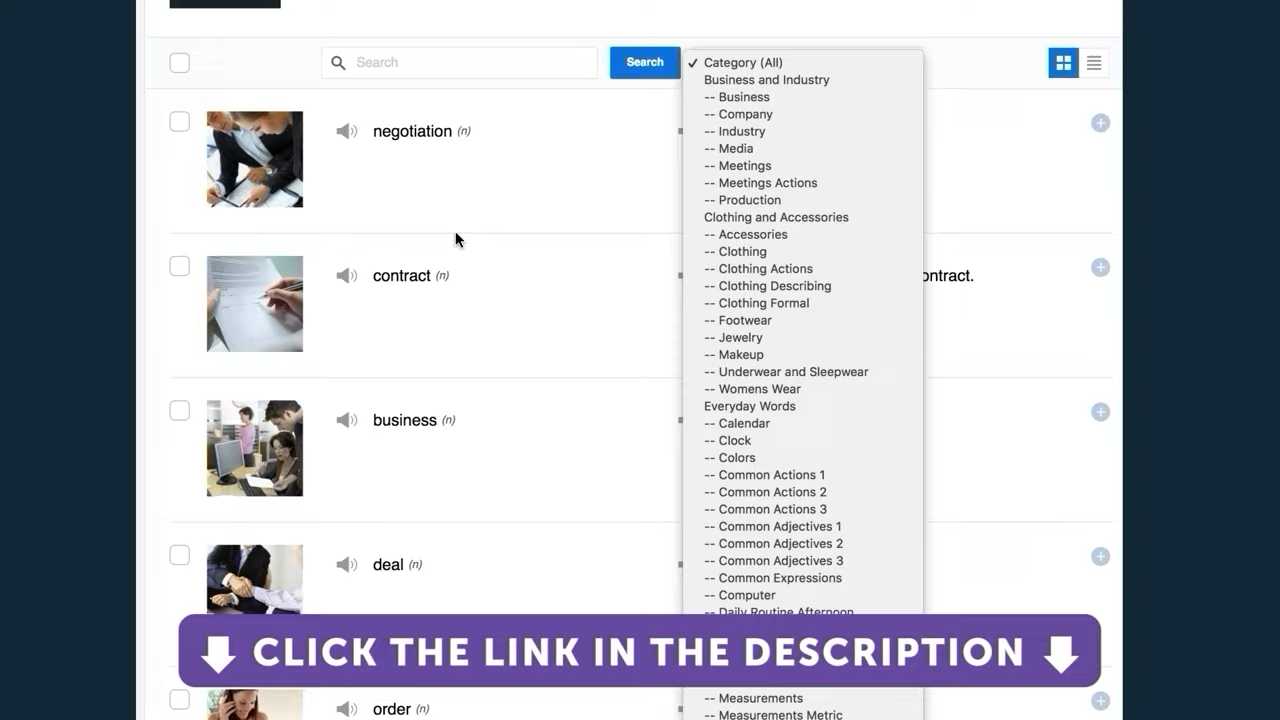 Search
Search
✓ Category (All)
Business and Industry
-- Business
-- Company
-- Industry
-- Media
-- Meetings
-- Meetings Actions
-- Production
Clothing and Accessories
-- Accessories
-- Clothing
-- Clothing Actions
-- Clothing Describing
-- Clothing Formal
-- Footwear
-- Jewelry
-- Makeup
-- Underwear and Sleepwear
-- Womens Wear
Everyday Words
-- Calendar
-- Clock
-- Colors
-- Common Actions 1
-- Common Actions 2
-- Common Actions 3
-- Common Adjectives 1
-- Common Adjectives 2
-- Common Adjectives 3
-- Common Expressions
-- Computer
-- Daily Routine Afternoon
-- Measurements
-- Measurements Metric
negotiation (n)
contract (n)
ontract.
business (n)
deal (n)
order (n)
CLICK THE LINK IN THE DESCRIPTION